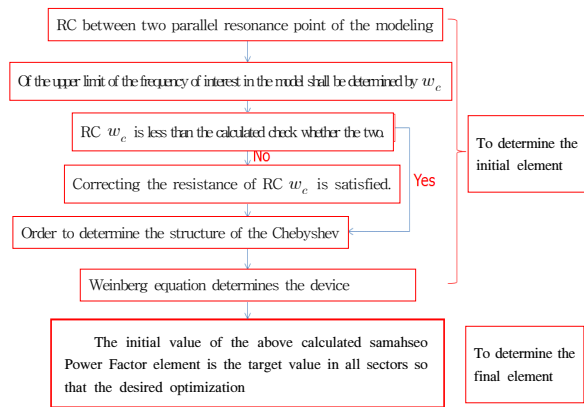 RC between two parallel resonance point of the modeling
Of the upper limit of the frequency of interest in the model shall be determined by w_c
RC w_c is less than the calculated check whether the two.
No
Yes
Correcting the resistance of RC w_c is satisfied.
Order to determine the structure of the Chebyshev
Weinberg equation determines the device
To determine the
initial element
The initial value of the above calculated samahseo
Power Factor element is the target value in all sectors so
that the desired optimization
To determine the
final element